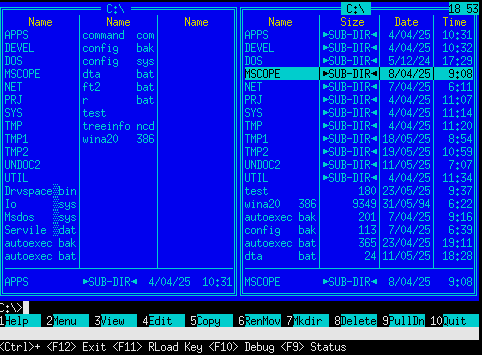 C:\ C:\ 18 53
Name Name Name Name Size Date Time
APPS command com APPS ►SUB-DIR◄ 4/04/25 10:31
DEVEL config bak DEVEL ►SUB-DIR◄ 4/04/25 10:32
DOS config sys DOS ►SUB-DIR◄ 5/12/24 17:29
MSCOPE dta bat MSCOPE ►SUB-DIR◄ 8/04/25 9:08
NET ft2 bat NET ►SUB-DIR◄ 7/04/25 6:11
PRJ r bat PRJ ►SUB-DIR◄ 4/04/25 11:07
SYS test SYS ►SUB-DIR◄ 4/04/25 11:14
TMP treeinfo ncd TMP ►SUB-DIR◄ 4/04/25 11:20
TMP1 wina20 386 TMP1 ►SUB-DIR◄ 18/05/25 8:54
TMP2 TMP2 ►SUB-DIR◄ 19/05/25 10:59
UNDOC2 UNDOC2 ►SUB-DIR◄ 11/05/25 7:07
UTIL UTIL ►SUB-DIR◄ 4/04/25 11:34
Drvspace▒bin test 180 23/05/25 9:37
Io ▒sys wina20 386 9349 31/05/94 6:22
Msdos ▒sys autoexec bak 201 7/04/25 9:16
Servile ▒dat config bak 113 7/04/25 6:39
autoexec bak autoexec bat 365 23/04/25 19:11
autoexec bat dta bat 24 11/05/25 18:28
APPS ►SUB-DIR◄ 4/04/25 10:31 MSCOPE ►SUB-DIR◄ 8/04/25 9:08
C:\>
1Help 2Menu 3View 4Edit 5Copy 6RenMov 7Mkdir 8Delete 9PullDn 10Quit
<Ctrl>+ <F12> Exit <F11> RLoad Key <F10> Debug <F9> Status